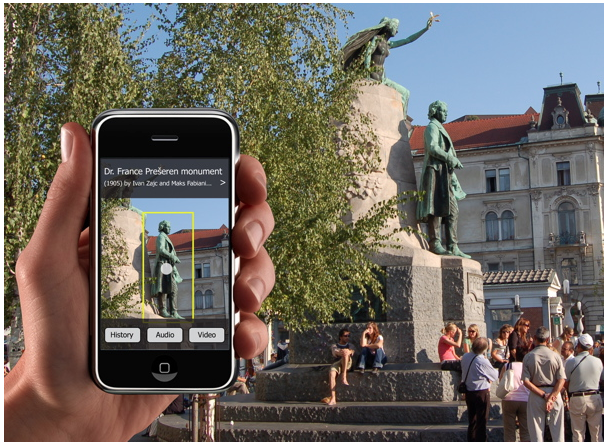 Dr. France Prešeren monument
(1905) by Ivan Zajc and Maks Fabiani... >
History Audio Video